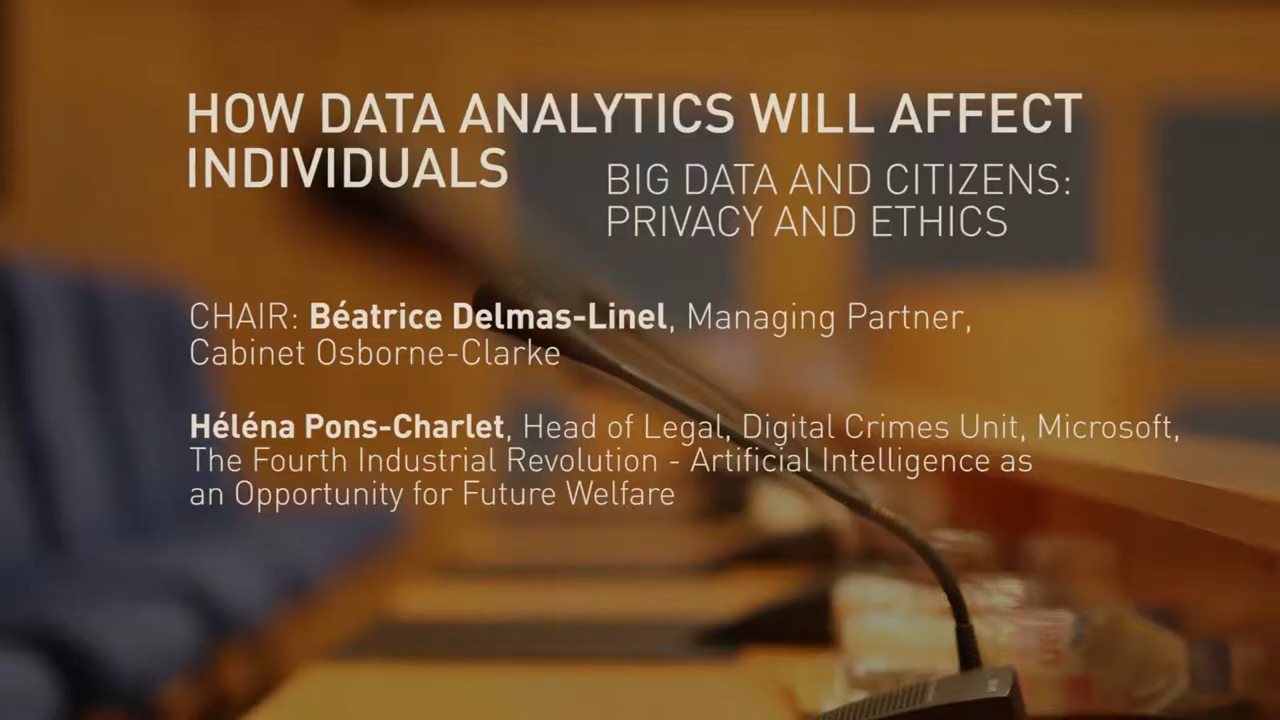 HOW DATA ANALYTICS WILL AFFECT
INDIVIDUALS
BIG DATA AND CITIZENS:
PRIVACY AND ETHICS
CHAIR: Béatrice Delmas-Linel, Managing Partner,
Cabinet Osborne-Clarke
Héléna Pons-Charlet, Head of Legal, Digital Crimes Unit, Microsoft,
The Fourth Industrial Revolution - Artificial Intelligence as
an Opportunity for Future Welfare